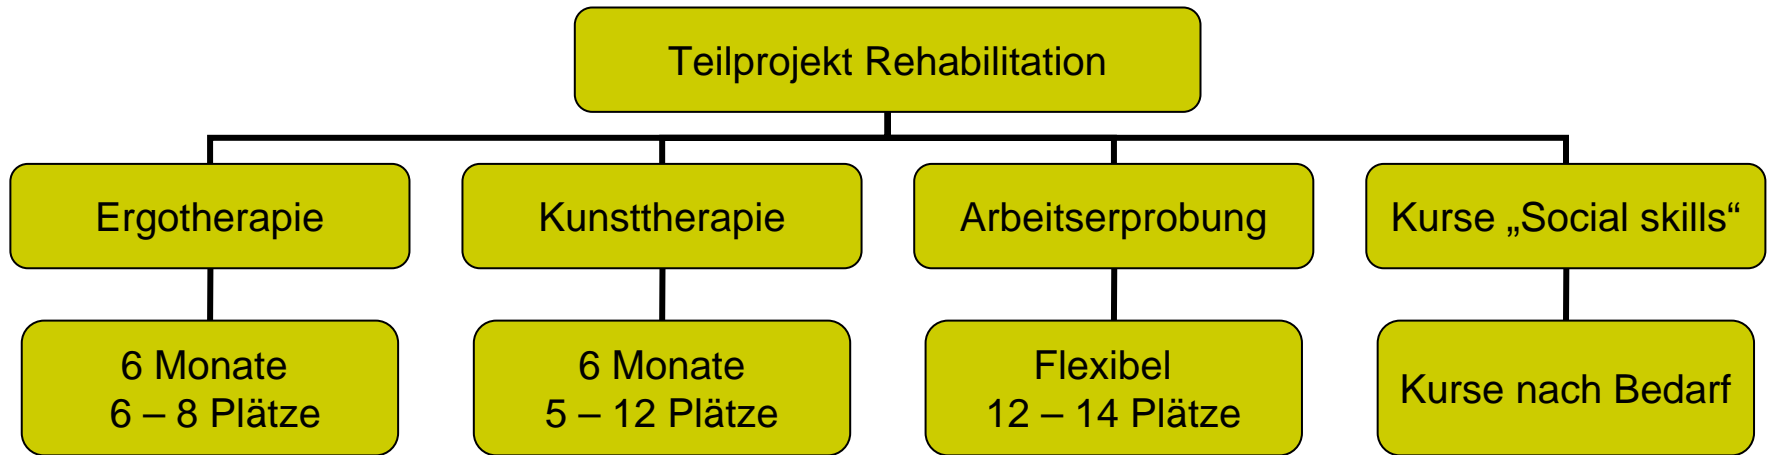 Teilprojekt Rehabilitation
Ergotherapie
Kunsttherapie
Arbeitserprobung
Kurse „Social skills“
6 Monate
6 – 8 Plätze
6 Monate
5 – 12 Plätze
Flexibel
12 – 14 Plätze
Kurse nach Bedarf